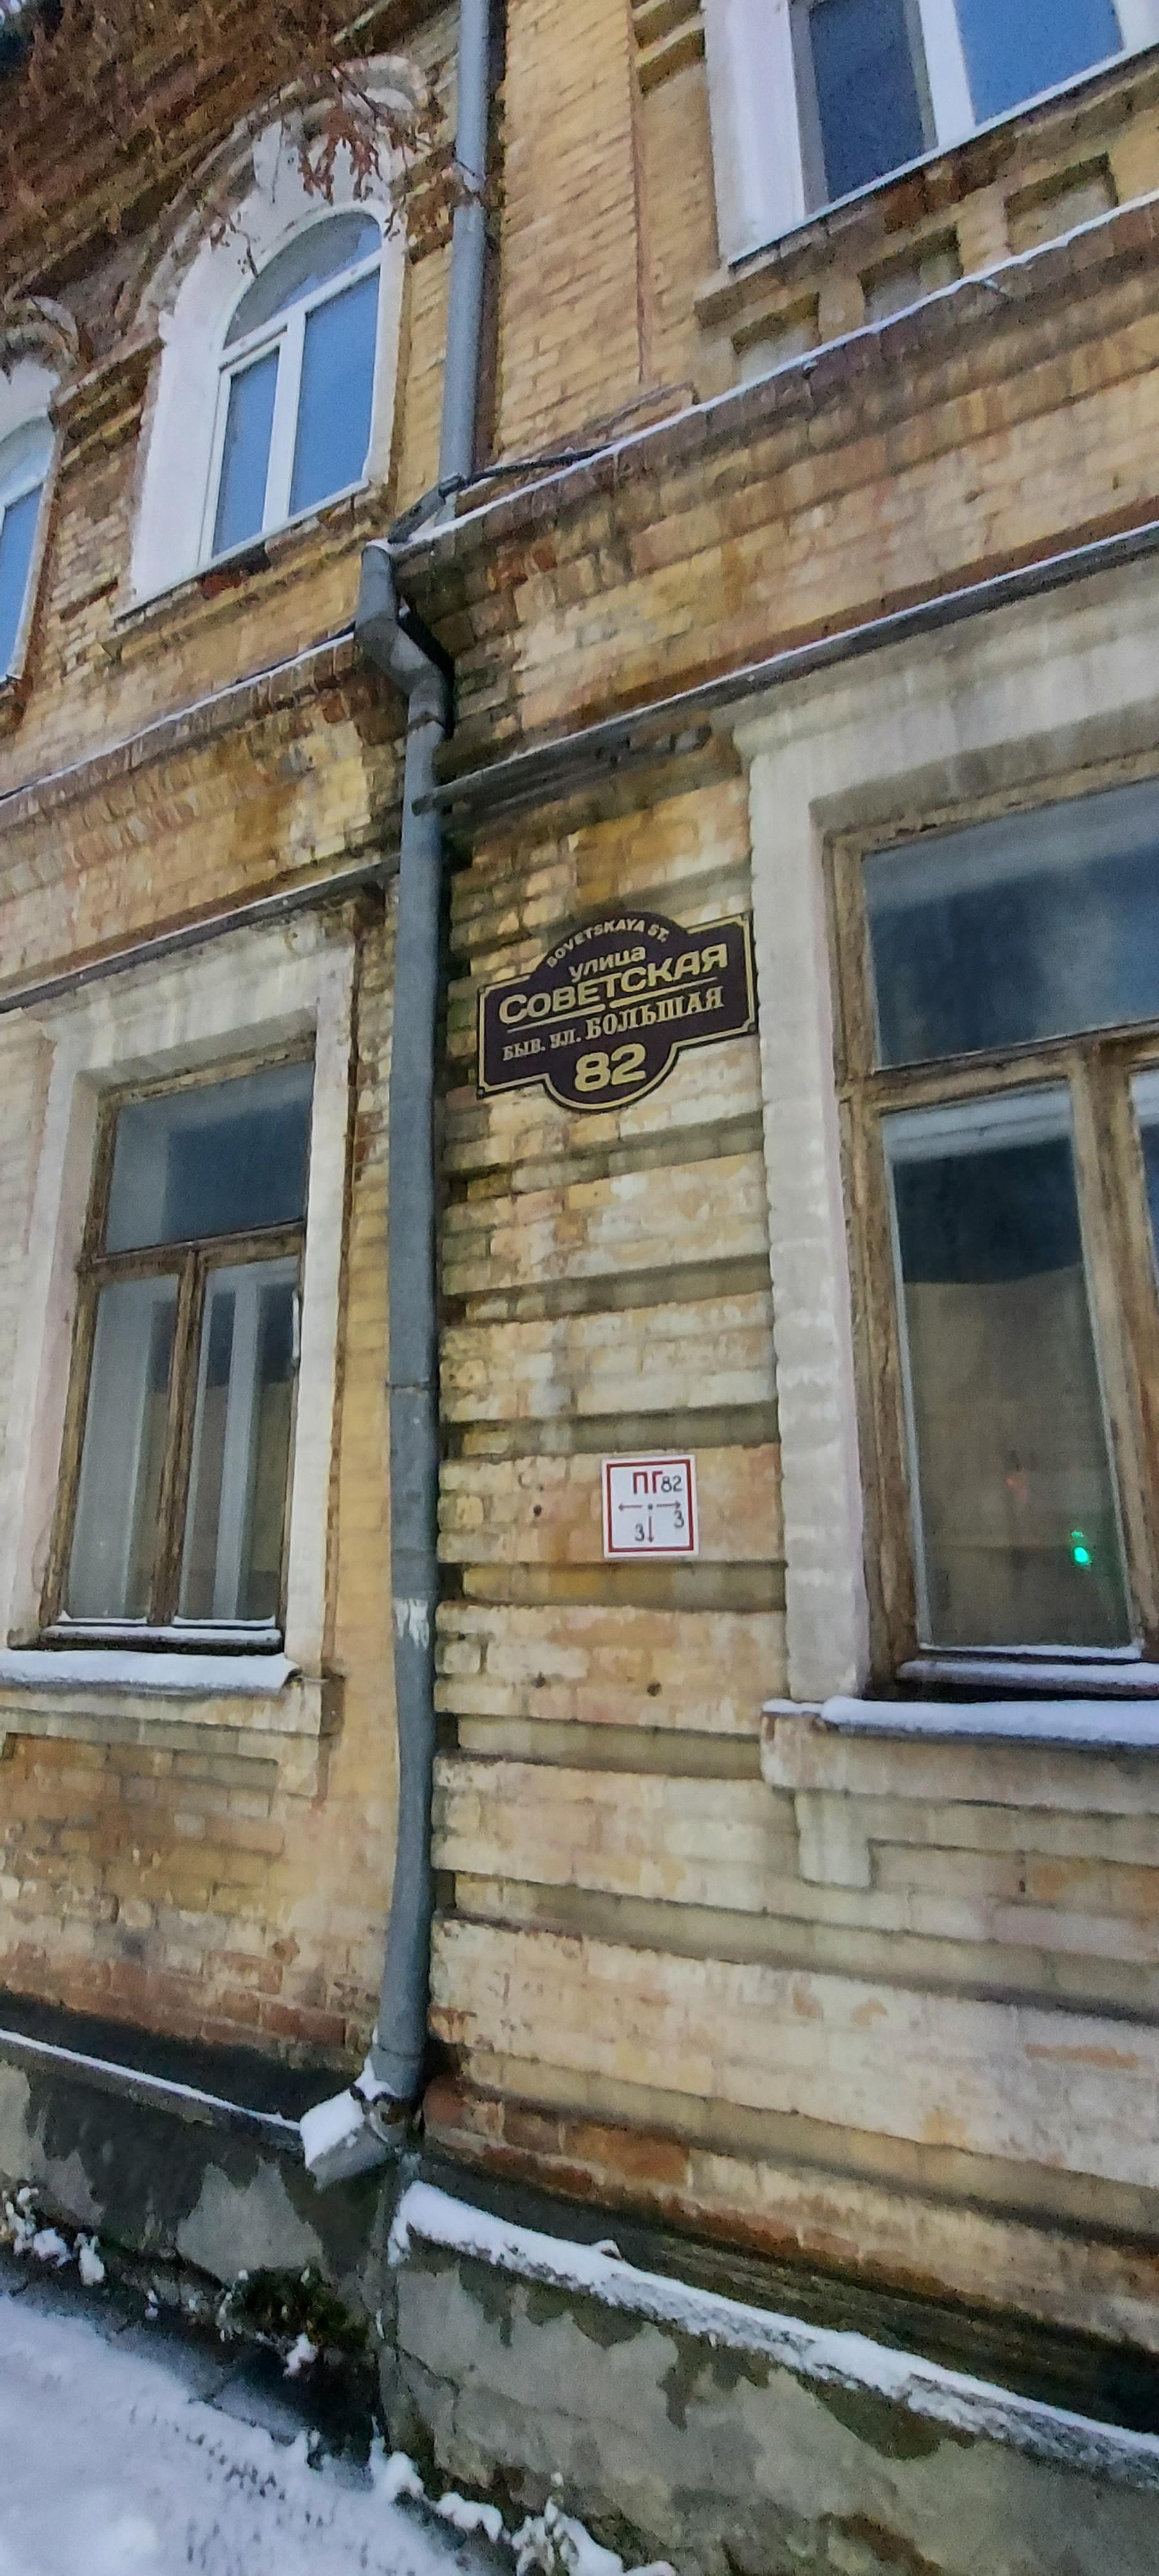 SOVETSKAYA ST.
улица
СОВЕТСКАЯ
БЫВ. УЛ. БОЛЬШАЯ
82
ПГ82
3
3